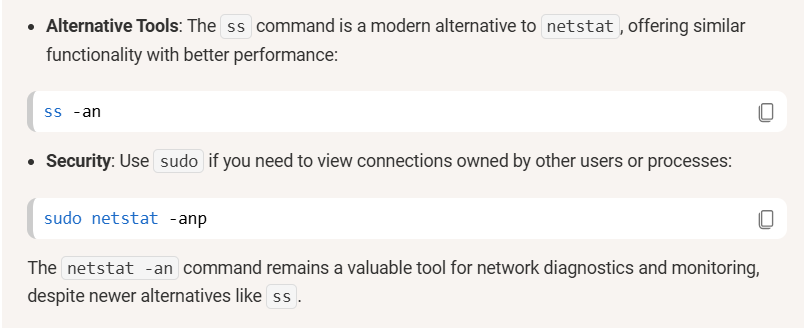 • Alternative Tools: The ss command is a modern alternative to netstat, offering similar
functionality with better performance:
ss -an
• Security: Use sudo if you need to view connections owned by other users or processes:
sudo netstat -anp
The netstat -an command remains a valuable tool for network diagnostics and monitoring,
despite newer alternatives like ss.